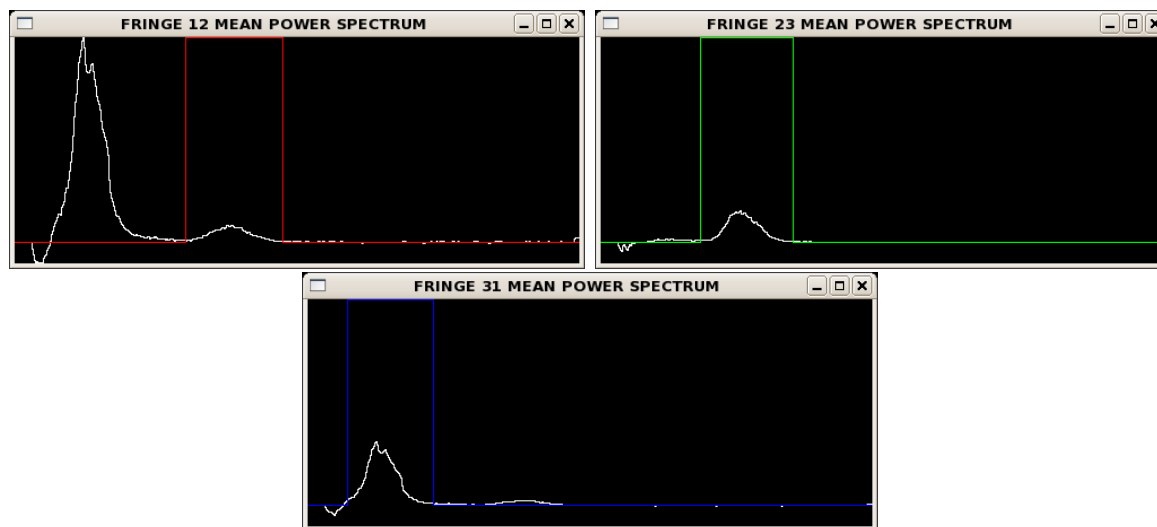 FRINGE 12 MEAN POWER SPECTRUM
FRINGE 23 MEAN POWER SPECTRUM
FRINGE 31 MEAN POWER SPECTRUM